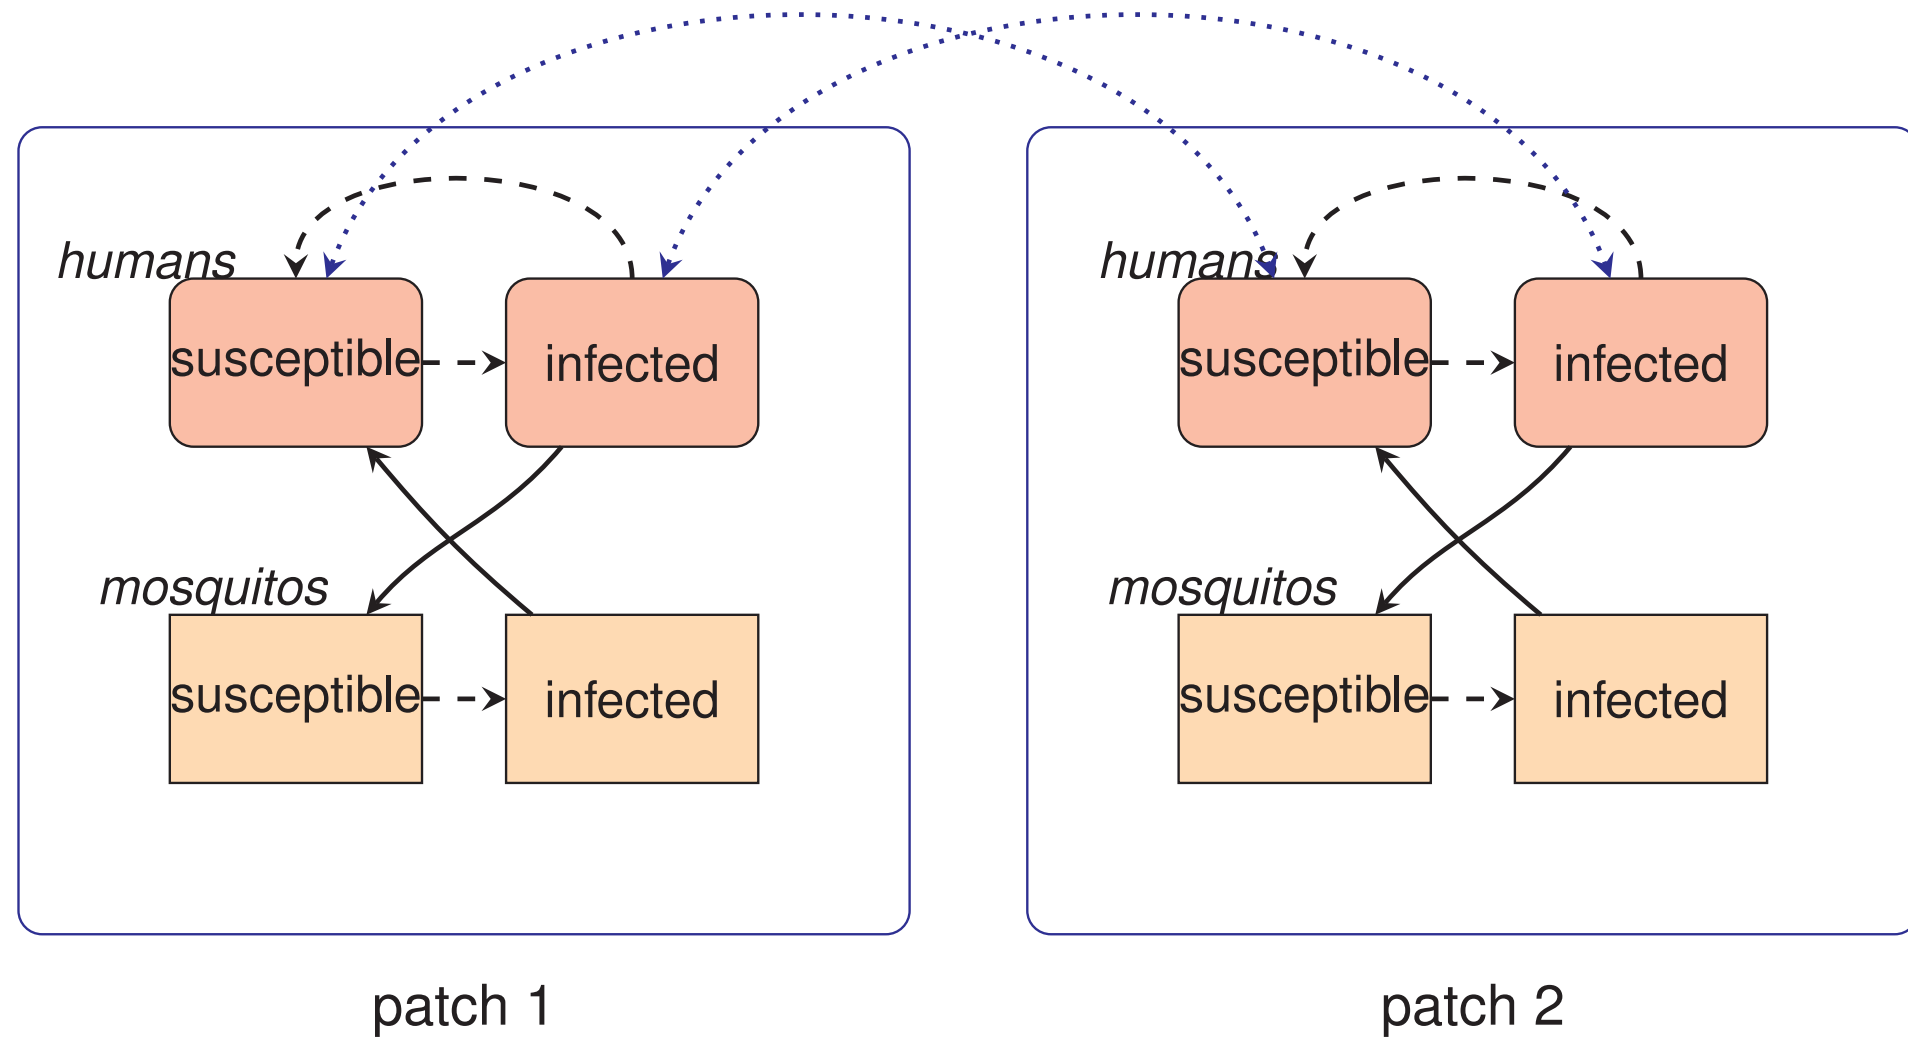 humans
susceptible
infected
mosquitos
susceptible
infected
patch 1
humans
susceptible
infected
mosquitos
susceptible
infected
patch 2